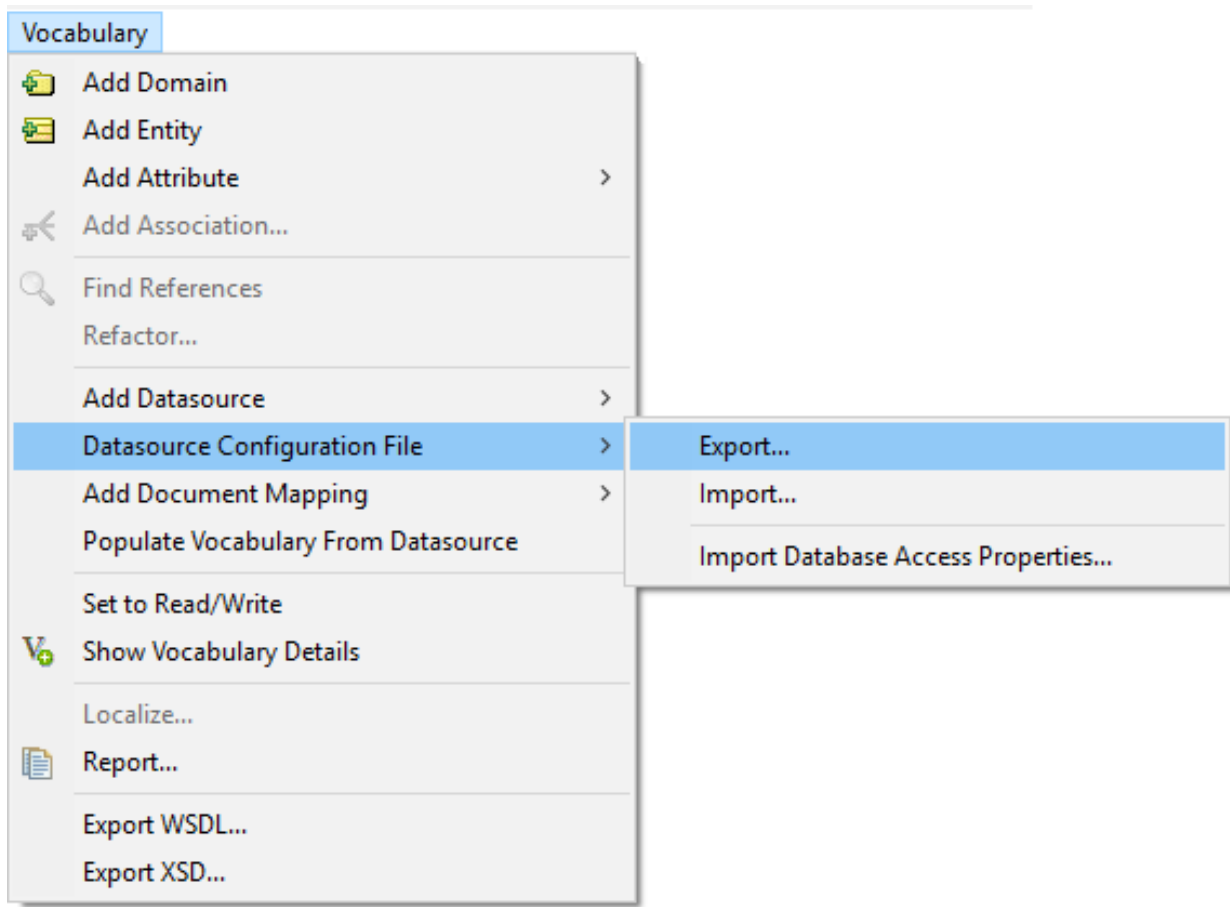 Vocabulary
Add Domain
Add Entity
Add Attribute
Add Association...
Find References
Refactor...
Add Datasource
Datasource Configuration File
Export...
Add Document Mapping
Import...
Populate Vocabulary From Datasource
Import Database Access Properties...
Set to Read/Write
Show Vocabulary Details
Localize...
Report...
Export WSDL...
Export XSD...